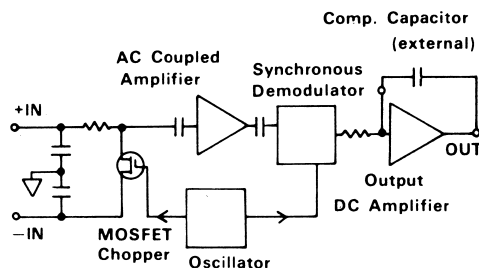 Comp. Capacitor
(external)
AC Coupled
Amplifier
Synchronous
Demodulator
+IN
OUT
Output
DC Amplifier
−IN
MOSFET
Chopper
Oscillator